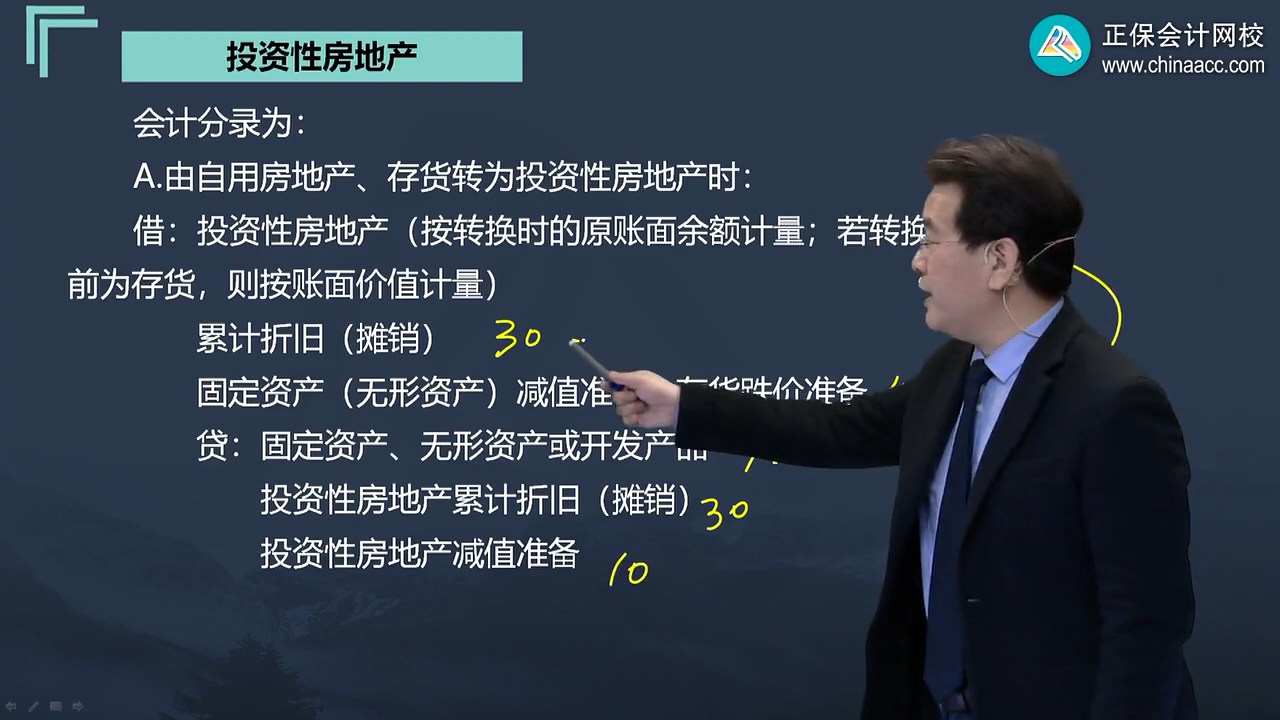 投资性房地产
正保会计网校
www.chinaacc.com
会计分录为：
A.由自用房地产、存货转为投资性房地产时：
借：投资性房地产（按转换时的原账面余额计量；若转换
前为存货，则按账面价值计量）
累计折旧（摊销） 30
固定资产（无形资产）减值准 存货跌价准备
贷：固定资产、无形资产或开发产品
投资性房地产累计折旧（摊销） 30
投资性房地产减值准备 10